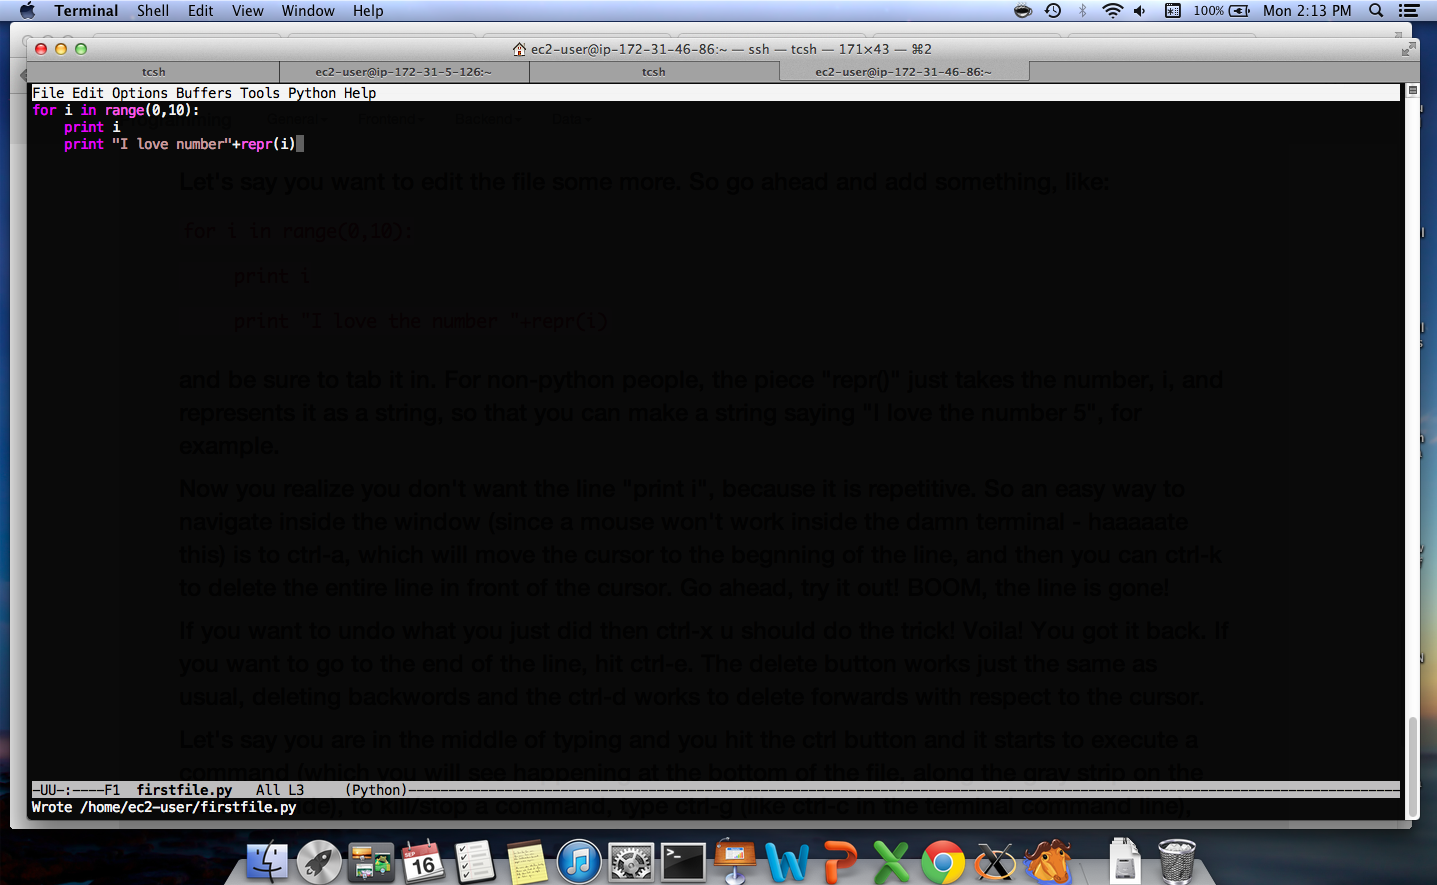 Terminal Shell Edit View Window Help 100% Mon 2:13 PM
ec2-user@ip-172-31-46-86:~ — ssh — tcsh — 171×43 — ⌘2
tcsh ec2-user@ip-172-31-5-126:~ tcsh ec2-user@ip-172-31-46-86:~
File Edit Options Buffers Tools Python Help
for i in range(0,10):
    print i
    print "I love number"+repr(i)
Let's say you want to edit the file some more. So go ahead and add something, like:
for i in range(0,10):
print i
print "I love the number "+repr(i)
and be sure to tab it in. For non-python people, the piece "repr()" just takes the number, i, and
represents it as a string, so that you can make a string saying "I love the number 5", for
example.
Now you realize you don't want the line "print i", because it is repetitive. So an easy way to
navigate inside the window (since a mouse won't work inside the damn terminal - haaaaate
this) is to ctrl-a, which will move the cursor to the begnning of the line, and then you can ctrl-k
to delete the entire line in front of the cursor. Go ahead, try it out! BOOM, the line is gone!
If you want to undo what you just did then ctrl-x u should do the trick! Voila! You got it back. If
you want to go to the end of the line, hit ctrl-e. The delete button works just the same as
usual, deleting backwords and the ctrl-d works to delete forwards with respect to the cursor.
Let's say you are in the middle of typing and you hit the ctrl button and it starts to execute a
command (which you will see happening at the bottom of the file, along the gray strip on the
-UU-:----F1 firstfile.py All L3 (Python)
Wrote /home/ec2-user/firstfile.py
to kill/stop a command, type ctrl-g (like ctrl-c in the terminal command line),
SEP
16